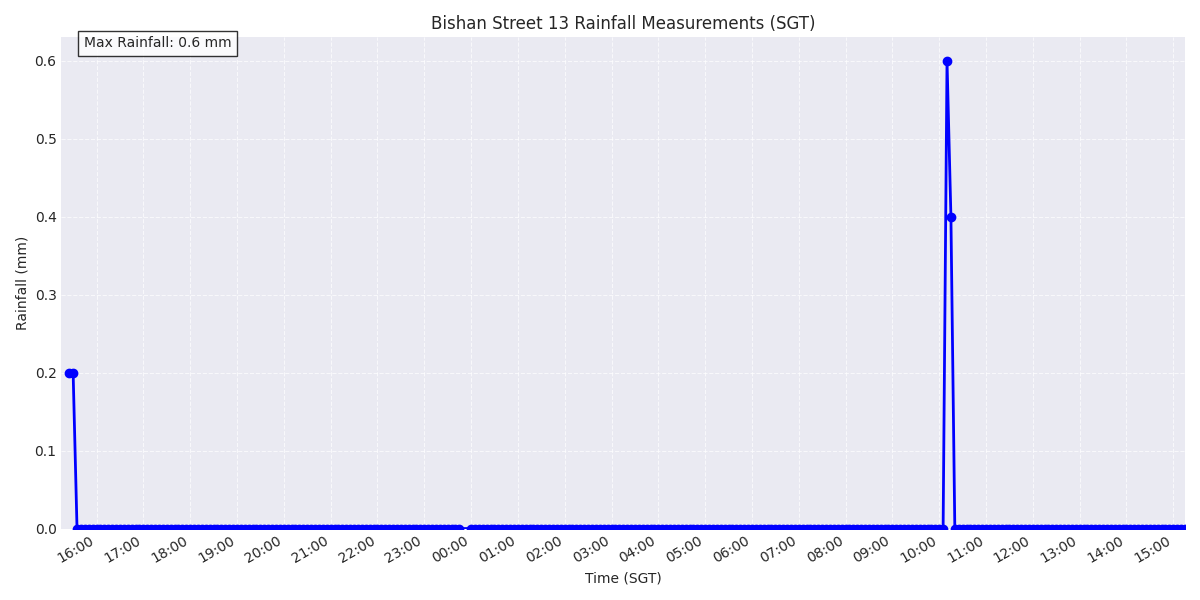 Bishan Street 13 Rainfall Measurements (SGT)
Max Rainfall: 0.6 mm
Rainfall (mm)
0.6
0.5
0.4
0.3
0.2
0.1
0.0
16:00 17:00 18:00 19:00 20:00 21:00 22:00 23:00 00:00 01:00 02:00 03:00 04:00 05:00 06:00 07:00 08:00 09:00 10:00 11:00 12:00 13:00 14:00 15:00
Time (SGT)